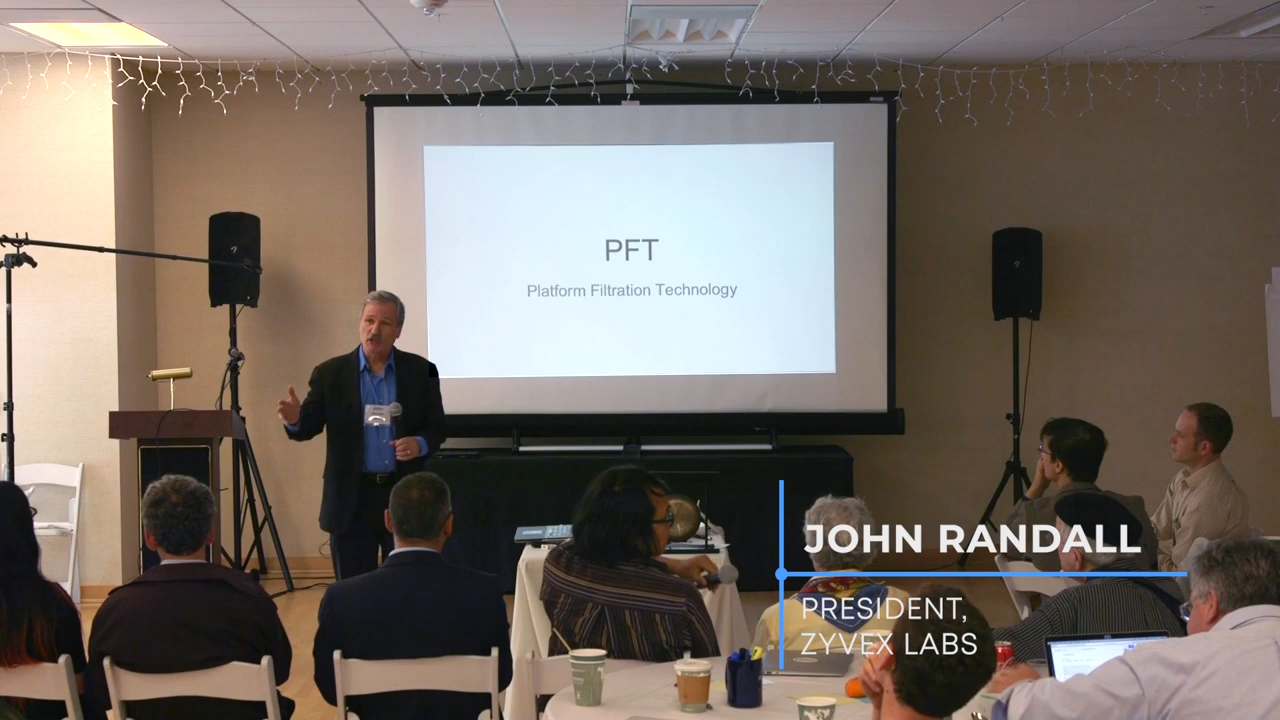 PFT
Platform Filtration Technology
JOHN RANDALL
PRESIDENT,
ZYVEX LABS